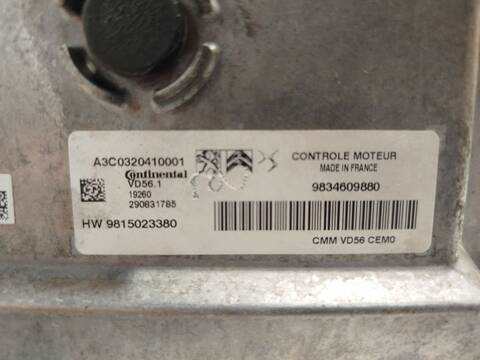 A3C0320410001
Continental
VD56.1
19260
290831785
HW 9815023380
CONTROLE MOTEUR
MADE IN FRANCE
9834609880
CMM VD56 CEM0